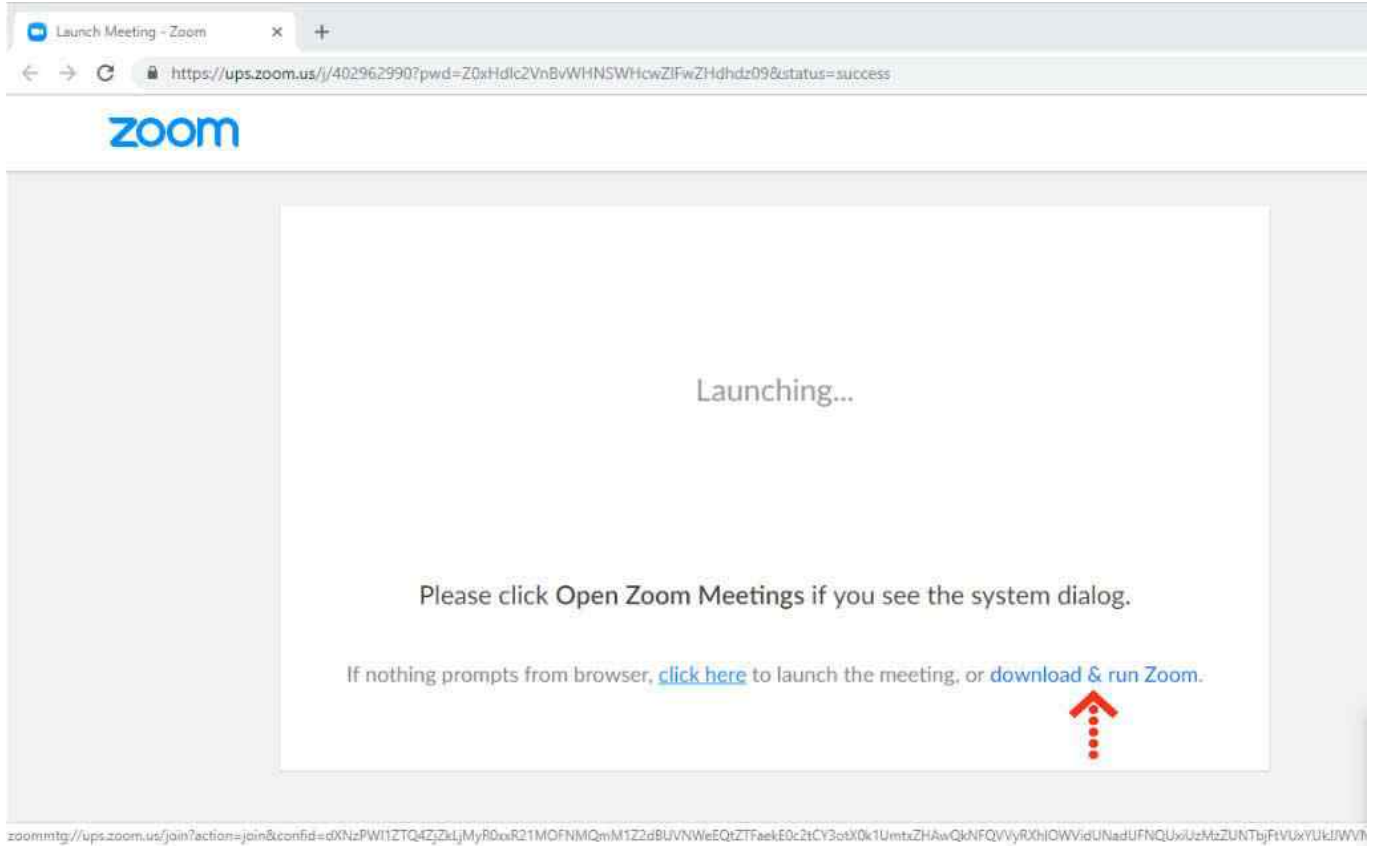 Launch Meeting - Zoom
https://ups.zoom.us/j/402962990?pwd=Z0xHdlc2VnBvWHNSWHcwZlFwZHdhdz09&status=success
zoom
Launching...
Please click Open Zoom Meetings if you see the system dialog.
If nothing prompts from browser, click here to launch the meeting, or download & run Zoom.